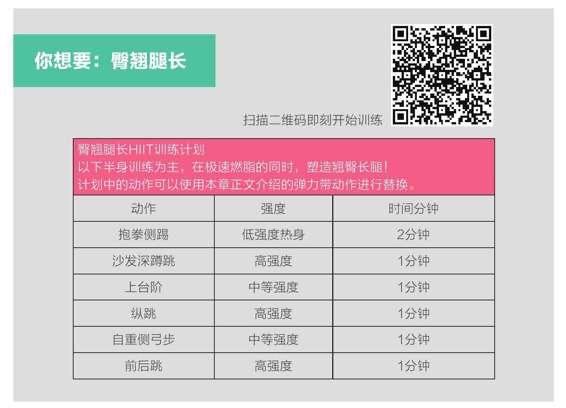 你想要：臀翘腿长
扫描二维码即刻开始训练
臀翘腿长HIIT训练计划
以下半身训练为主，在极速燃脂的同时，塑造翘臀长腿！
计划中的动作可以使用本章正文介绍的弹力带动作进行替换。
动作 强度 时间分钟
抱拳侧踢 低强度热身 2分钟
沙发深蹲跳 高强度 1分钟
上台阶 中等强度 1分钟
纵跳 高强度 1分钟
自重侧弓步 中等强度 1分钟
前后跳 高强度 1分钟